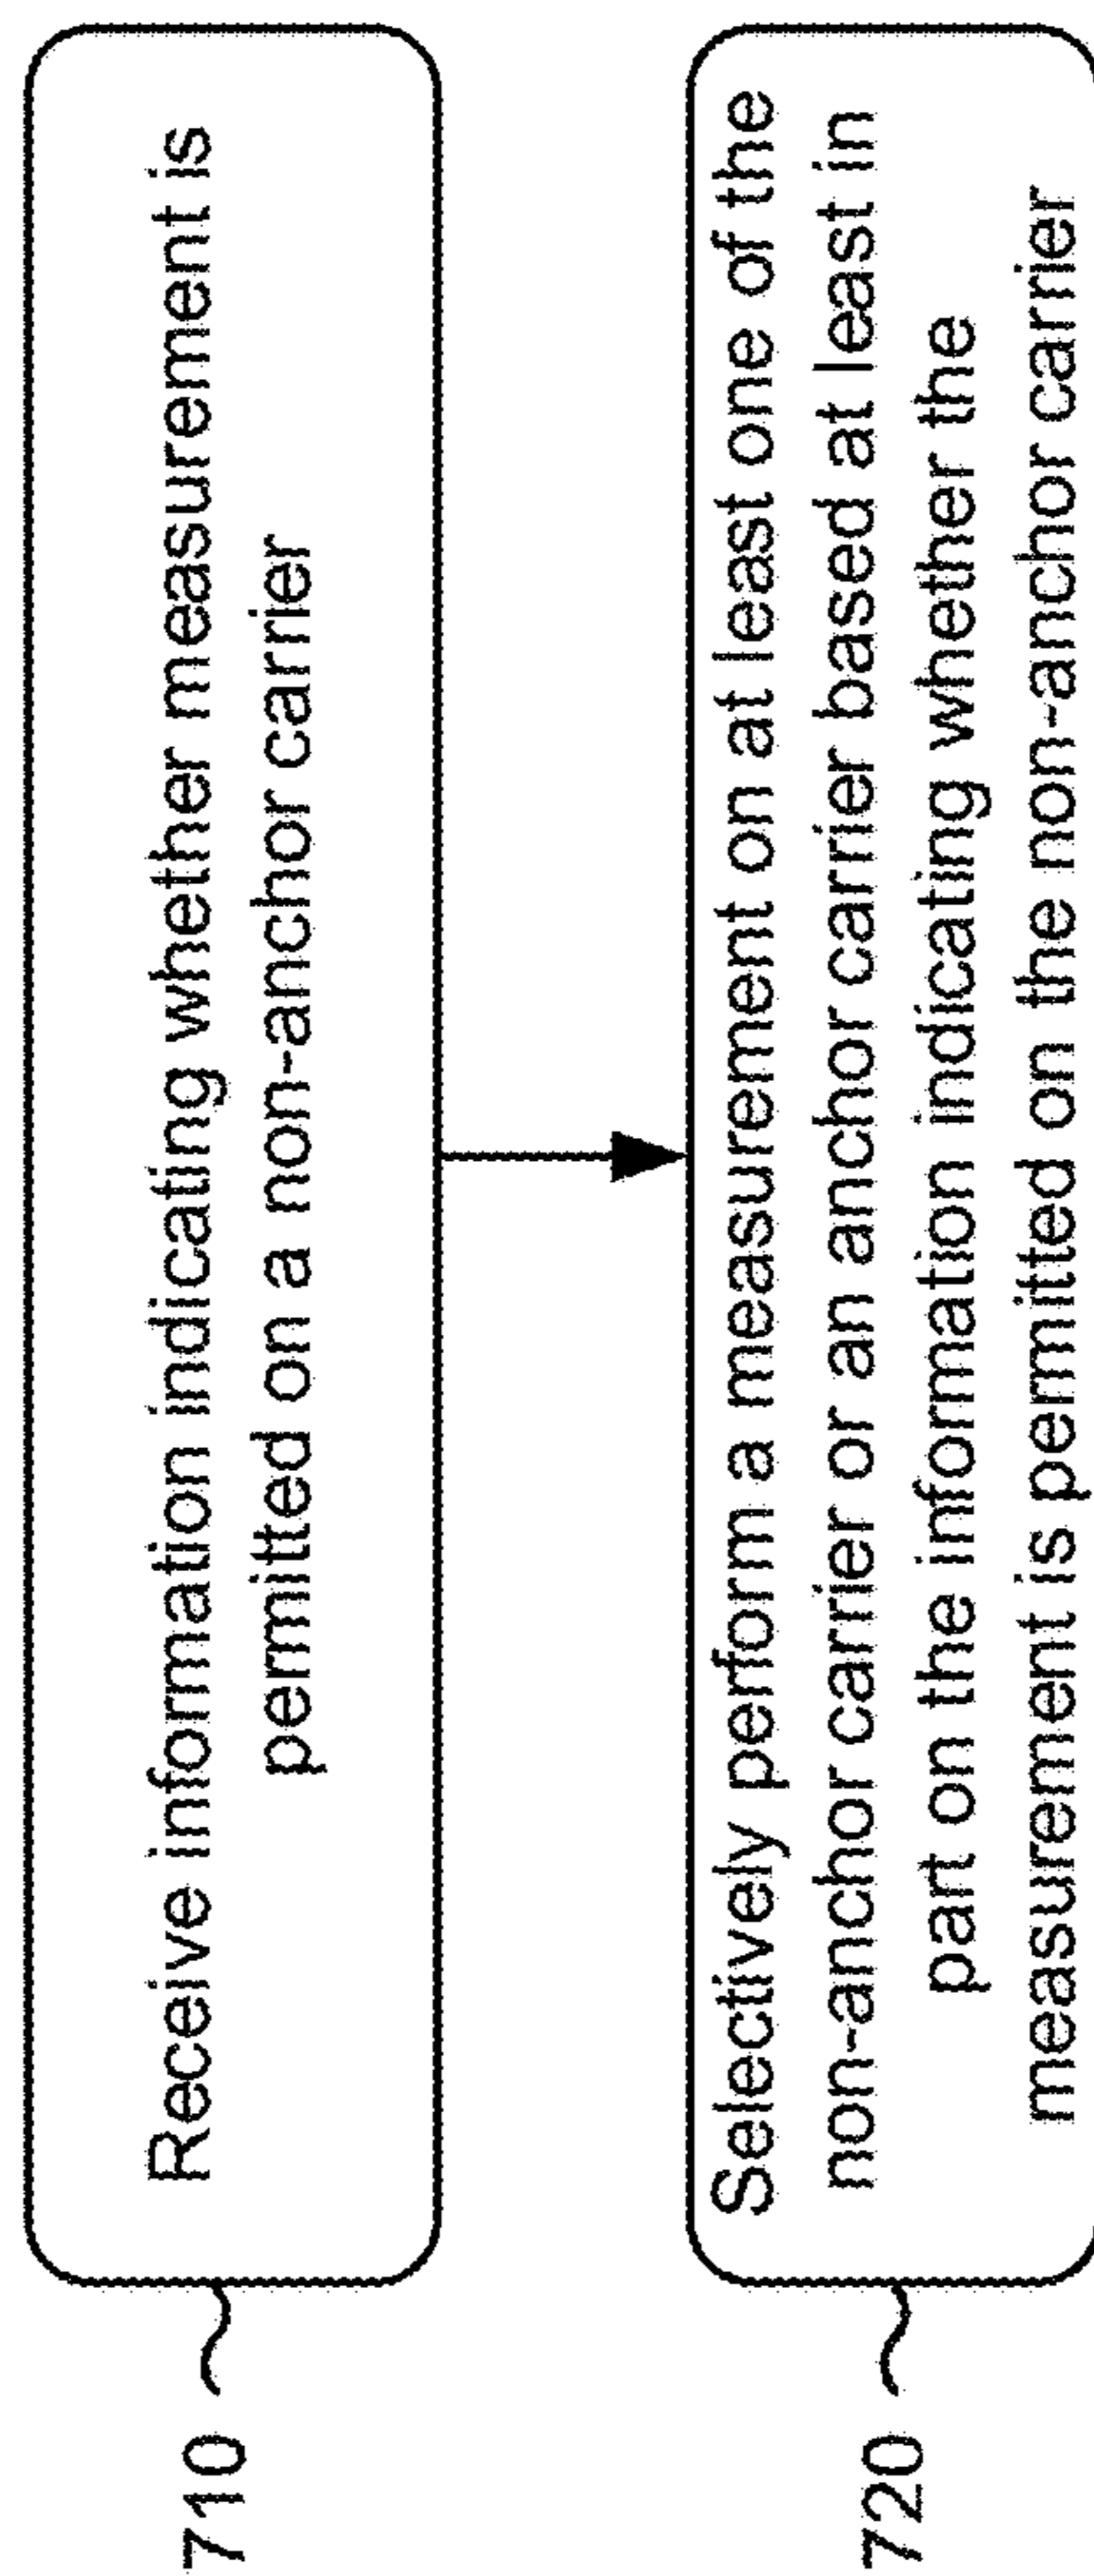 710
Receive information indicating whether measurement is
permitted on a non-anchor carrier
720
Selectively perform a measurement on at least one of the
non-anchor carrier or an anchor carrier based at least in
part on the information indicating whether the
measurement is permitted on the non-anchor carrier